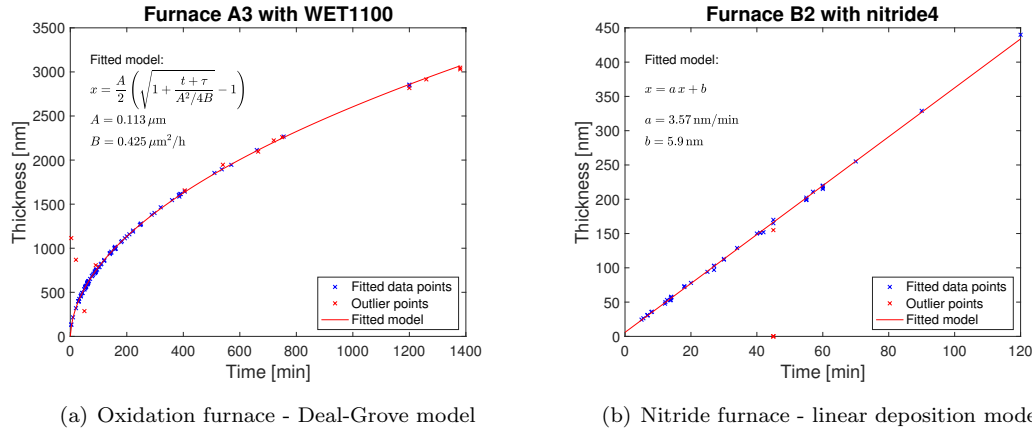 Furnace A3 with WET1100
3500
3000
2500
2000
1500
1000
500
0
Thickness [nm]
Fitted model:
x = A/2 ( √(1 + (t + τ)/(A²/4B)) − 1 )
A = 0.113 μm
B = 0.425 μm²/h
Fitted data points
Outlier points
Fitted model
0 200 400 600 800 1000 1200 1400
Time [min]
(a) Oxidation furnace - Deal-Grove model
Furnace B2 with nitride4
450
400
350
300
250
200
150
100
50
0
Thickness [nm]
Fitted model:
x = a x + b
a = 3.57 nm/min
b = 5.9 nm
Fitted data points
Outlier points
Fitted model
0 20 40 60 80 100 120
Time [min]
(b) Nitride furnace - linear deposition mode